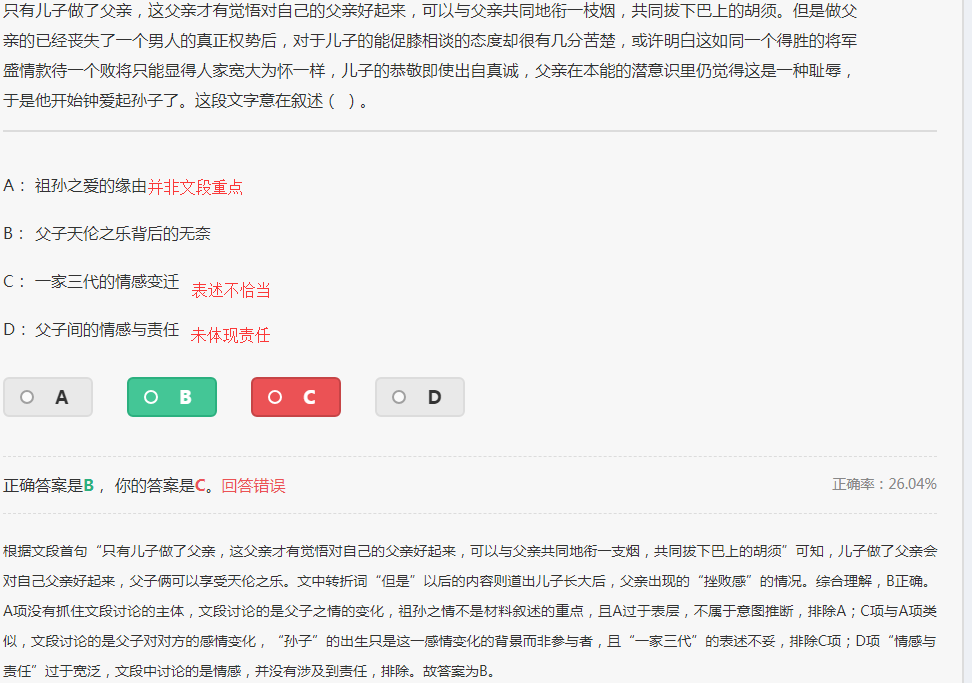 只有儿子做了父亲，这父亲才有觉悟对自己的父亲好起来，可以与父亲共同地衔一枝烟，共同拔下巴上的胡须。但是做父
亲的已经丧失了一个男人的真正权势后，对于儿子的能促膝相谈的态度却很有几分苦楚，或许明白这如同一个得胜的将军
盛情款待一个败将只能显得人家宽大为怀一样，儿子的恭敬即使出自真诚，父亲在本能的潜意识里仍觉得这是一种耻辱，
于是他开始钟爱起孙子了。这段文字意在叙述（ ）。
A： 祖孙之爱的缘由并非文段重点
B： 父子天伦之乐背后的无奈
C： 一家三代的情感变迁 表述不恰当
D： 父子间的情感与责任 未体现责任
A B C D
正确答案是B， 你的答案是C。回答错误 正确率：26.04%
根据文段首句“只有儿子做了父亲，这父亲才有觉悟对自己的父亲好起来，可以与父亲共同地衔一支烟，共同拔下巴上的胡须”可知，儿子做了父亲会
对自己父亲好起来，父子俩可以享受天伦之乐。文中转折词“但是”以后的内容则道出儿子长大后，父亲出现的“挫败感”的情况。综合理解，B正确。
A项没有抓住文段讨论的主体，文段讨论的是父子之情的变化，祖孙之情不是材料叙述的重点，且A过于表层，不属于意图推断，排除A；C项与A项类
似，文段讨论的是父子对对方的感情变化，“孙子”的出生只是这一感情变化的背景而非参与者，且“一家三代”的表述不妥，排除C项；D项“情感与
责任”过于宽泛，文段中讨论的是情感，并没有涉及到责任，排除。故答案为B。